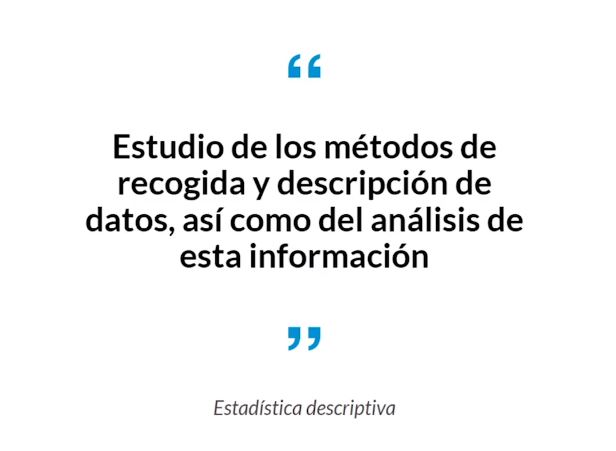 “
Estudio de los métodos de
recogida y descripción de
datos, así como del análisis de
esta información
”
Estadística descriptiva